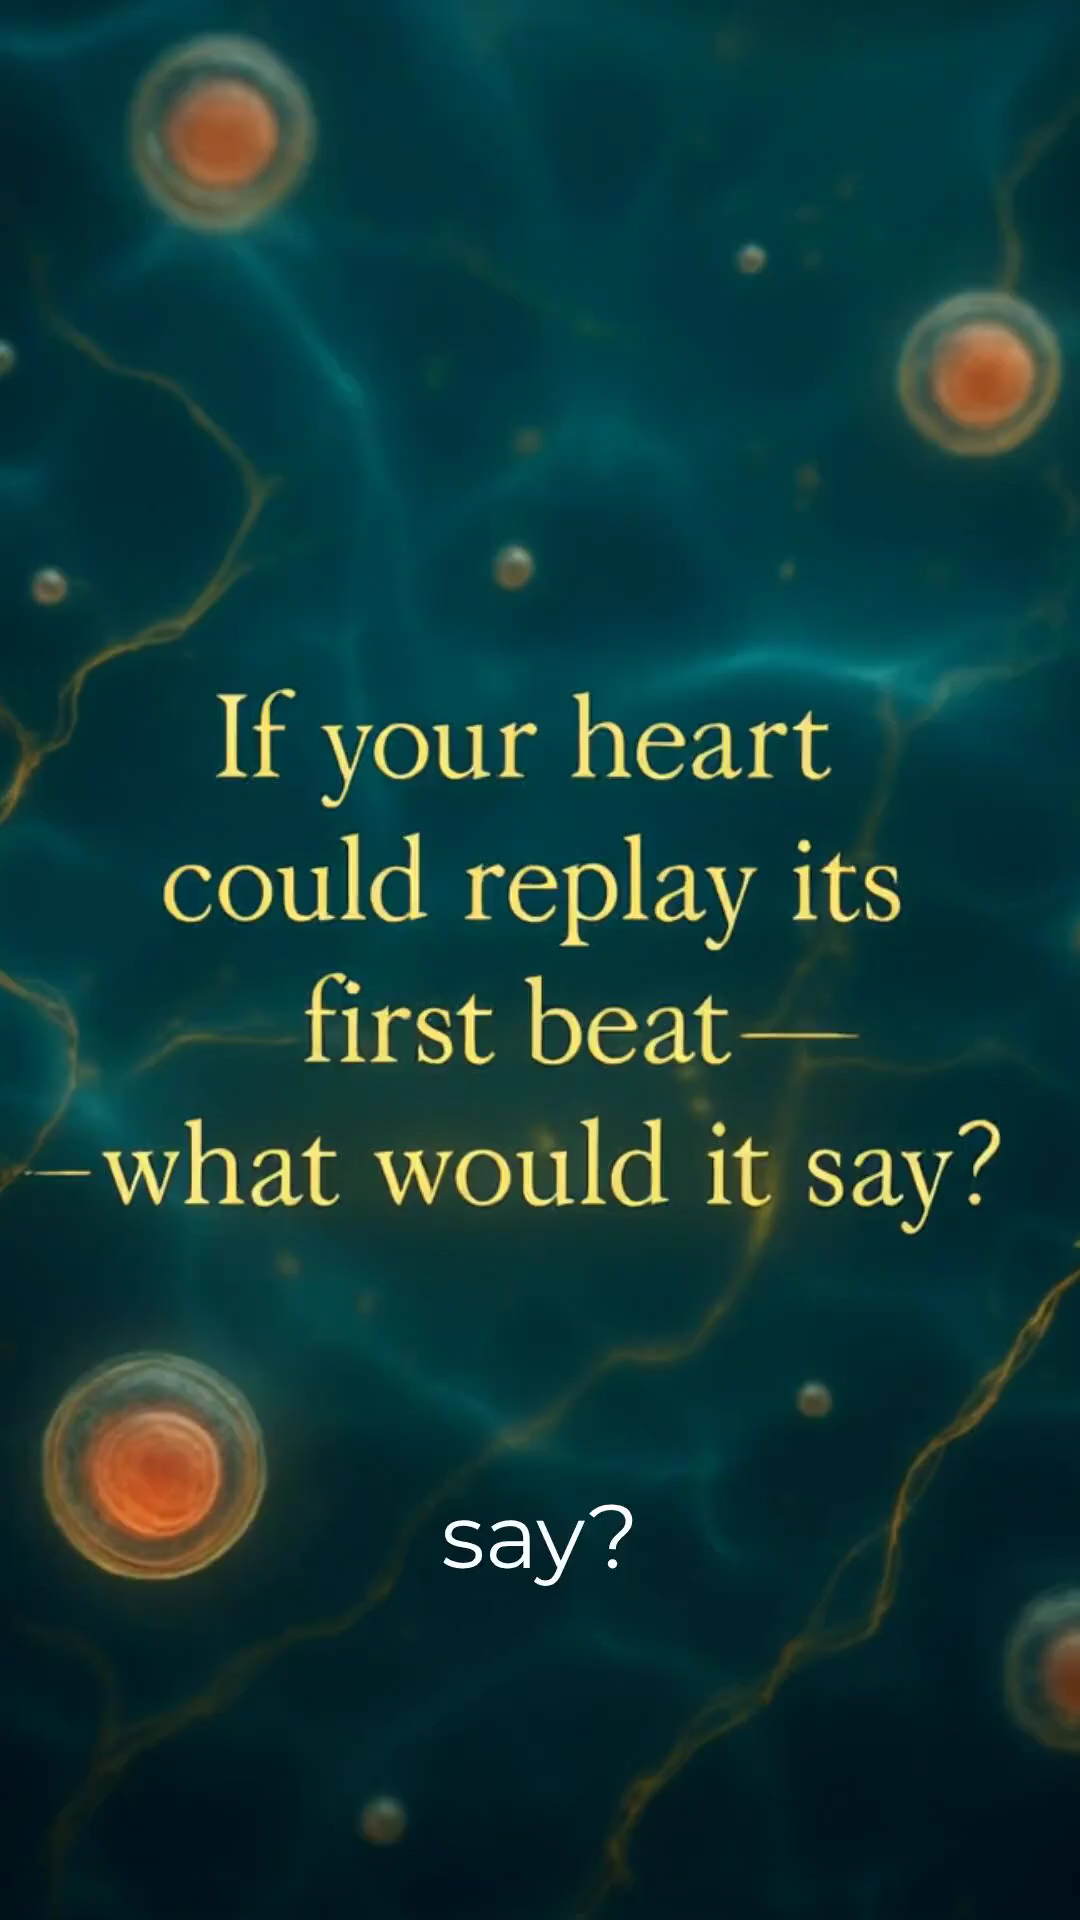 If your heart
could replay its
first beat—
—what would it say?
say?